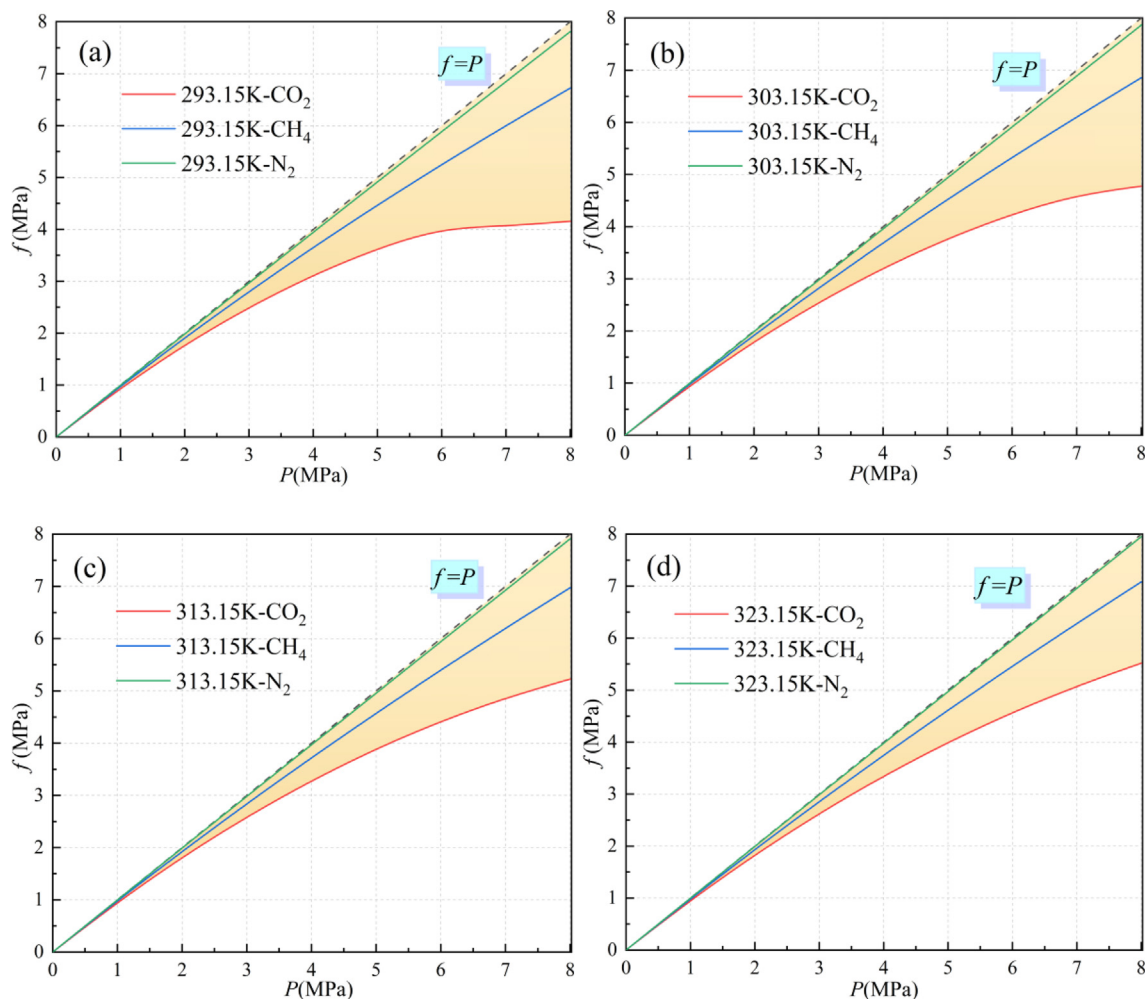 (a)
f=P
293.15K-CO₂
293.15K-CH₄
293.15K-N₂
f (MPa)
8
7
6
5
4
3
2
1
0
0 1 2 3 4 5 6 7 8
P(MPa)
(b)
f=P
303.15K-CO₂
303.15K-CH₄
303.15K-N₂
f (MPa)
8
7
6
5
4
3
2
1
0
0 1 2 3 4 5 6 7 8
P(MPa)
(c)
f=P
313.15K-CO₂
313.15K-CH₄
313.15K-N₂
f (MPa)
8
7
6
5
4
3
2
1
0
0 1 2 3 4 5 6 7 8
P(MPa)
(d)
f=P
323.15K-CO₂
323.15K-CH₄
323.15K-N₂
f (MPa)
8
7
6
5
4
3
2
1
0
0 1 2 3 4 5 6 7 8
P(MPa)